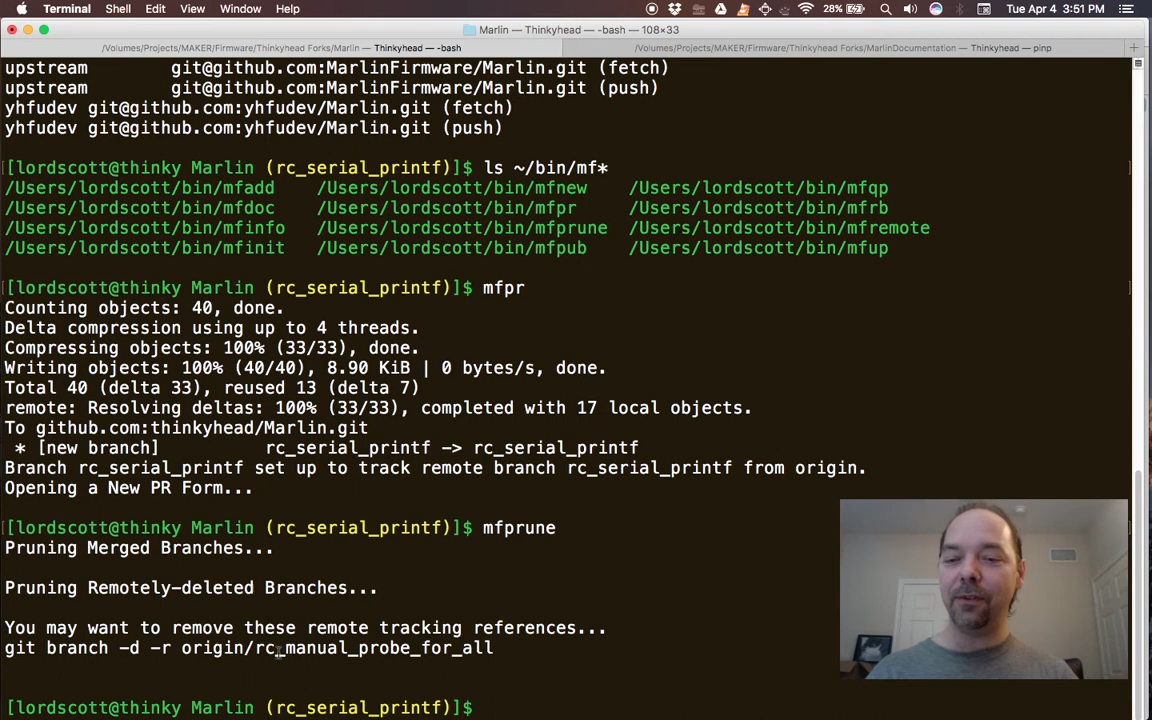 Terminal Shell Edit View Window Help 28% Tue Apr 4 3:51 PM
Marlin — Thinkyhead — -bash — 108×33
/Volumes/Projects/MAKER/Firmware/Thinkyhead Forks/Marlin — Thinkyhead — -bash
/Volumes/Projects/MAKER/Firmware/Thinkyhead Forks/MarlinDocumentation — Thinkyhead — pinp
upstream git@github.com:MarlinFirmware/Marlin.git (fetch)
upstream git@github.com:MarlinFirmware/Marlin.git (push)
yhfudev git@github.com:yhfudev/Marlin.git (fetch)
yhfudev git@github.com:yhfudev/Marlin.git (push)
[lordscott@thinky Marlin (rc_serial_printf)]$ ls ~/bin/mf*
/Users/lordscott/bin/mfadd /Users/lordscott/bin/mfnew /Users/lordscott/bin/mfqp
/Users/lordscott/bin/mfdoc /Users/lordscott/bin/mfpr /Users/lordscott/bin/mfrb
/Users/lordscott/bin/mfinfo /Users/lordscott/bin/mfprune /Users/lordscott/bin/mfremote
/Users/lordscott/bin/mfinit /Users/lordscott/bin/mfpub /Users/lordscott/bin/mfup
[lordscott@thinky Marlin (rc_serial_printf)]$ mfpr
Counting objects: 40, done.
Delta compression using up to 4 threads.
Compressing objects: 100% (33/33), done.
Writing objects: 100% (40/40), 8.90 KiB | 0 bytes/s, done.
Total 40 (delta 33), reused 13 (delta 7)
remote: Resolving deltas: 100% (33/33), completed with 17 local objects.
To github.com:thinkyhead/Marlin.git
* [new branch] rc_serial_printf -> rc_serial_printf
Branch rc_serial_printf set up to track remote branch rc_serial_printf from origin.
Opening a New PR Form...
[lordscott@thinky Marlin (rc_serial_printf)]$ mfprune
Pruning Merged Branches...
Pruning Remotely-deleted Branches...
You may want to remove these remote tracking references...
git branch -d -r origin/rc_manual_probe_for_all
[lordscott@thinky Marlin (rc_serial_printf)]$